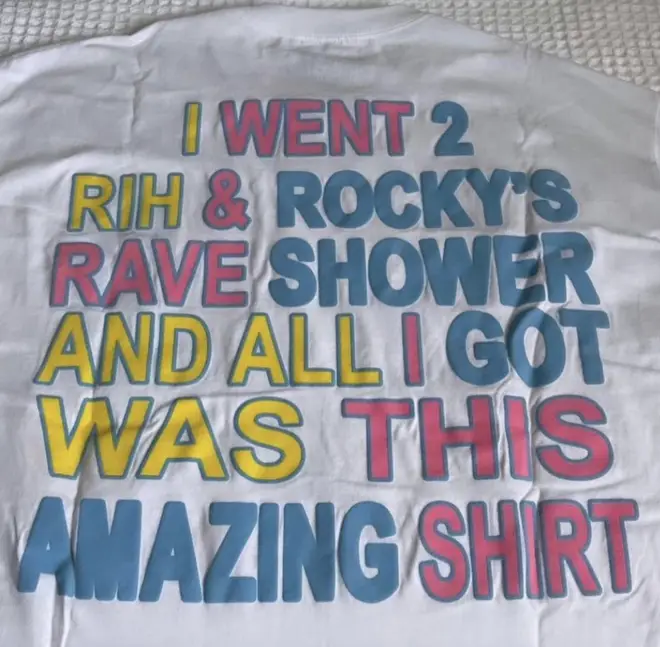 I WENT 2
RIH & ROCKY'S
RAVE SHOWER
AND ALL I GOT
WAS THIS
AMAZING SHIRT